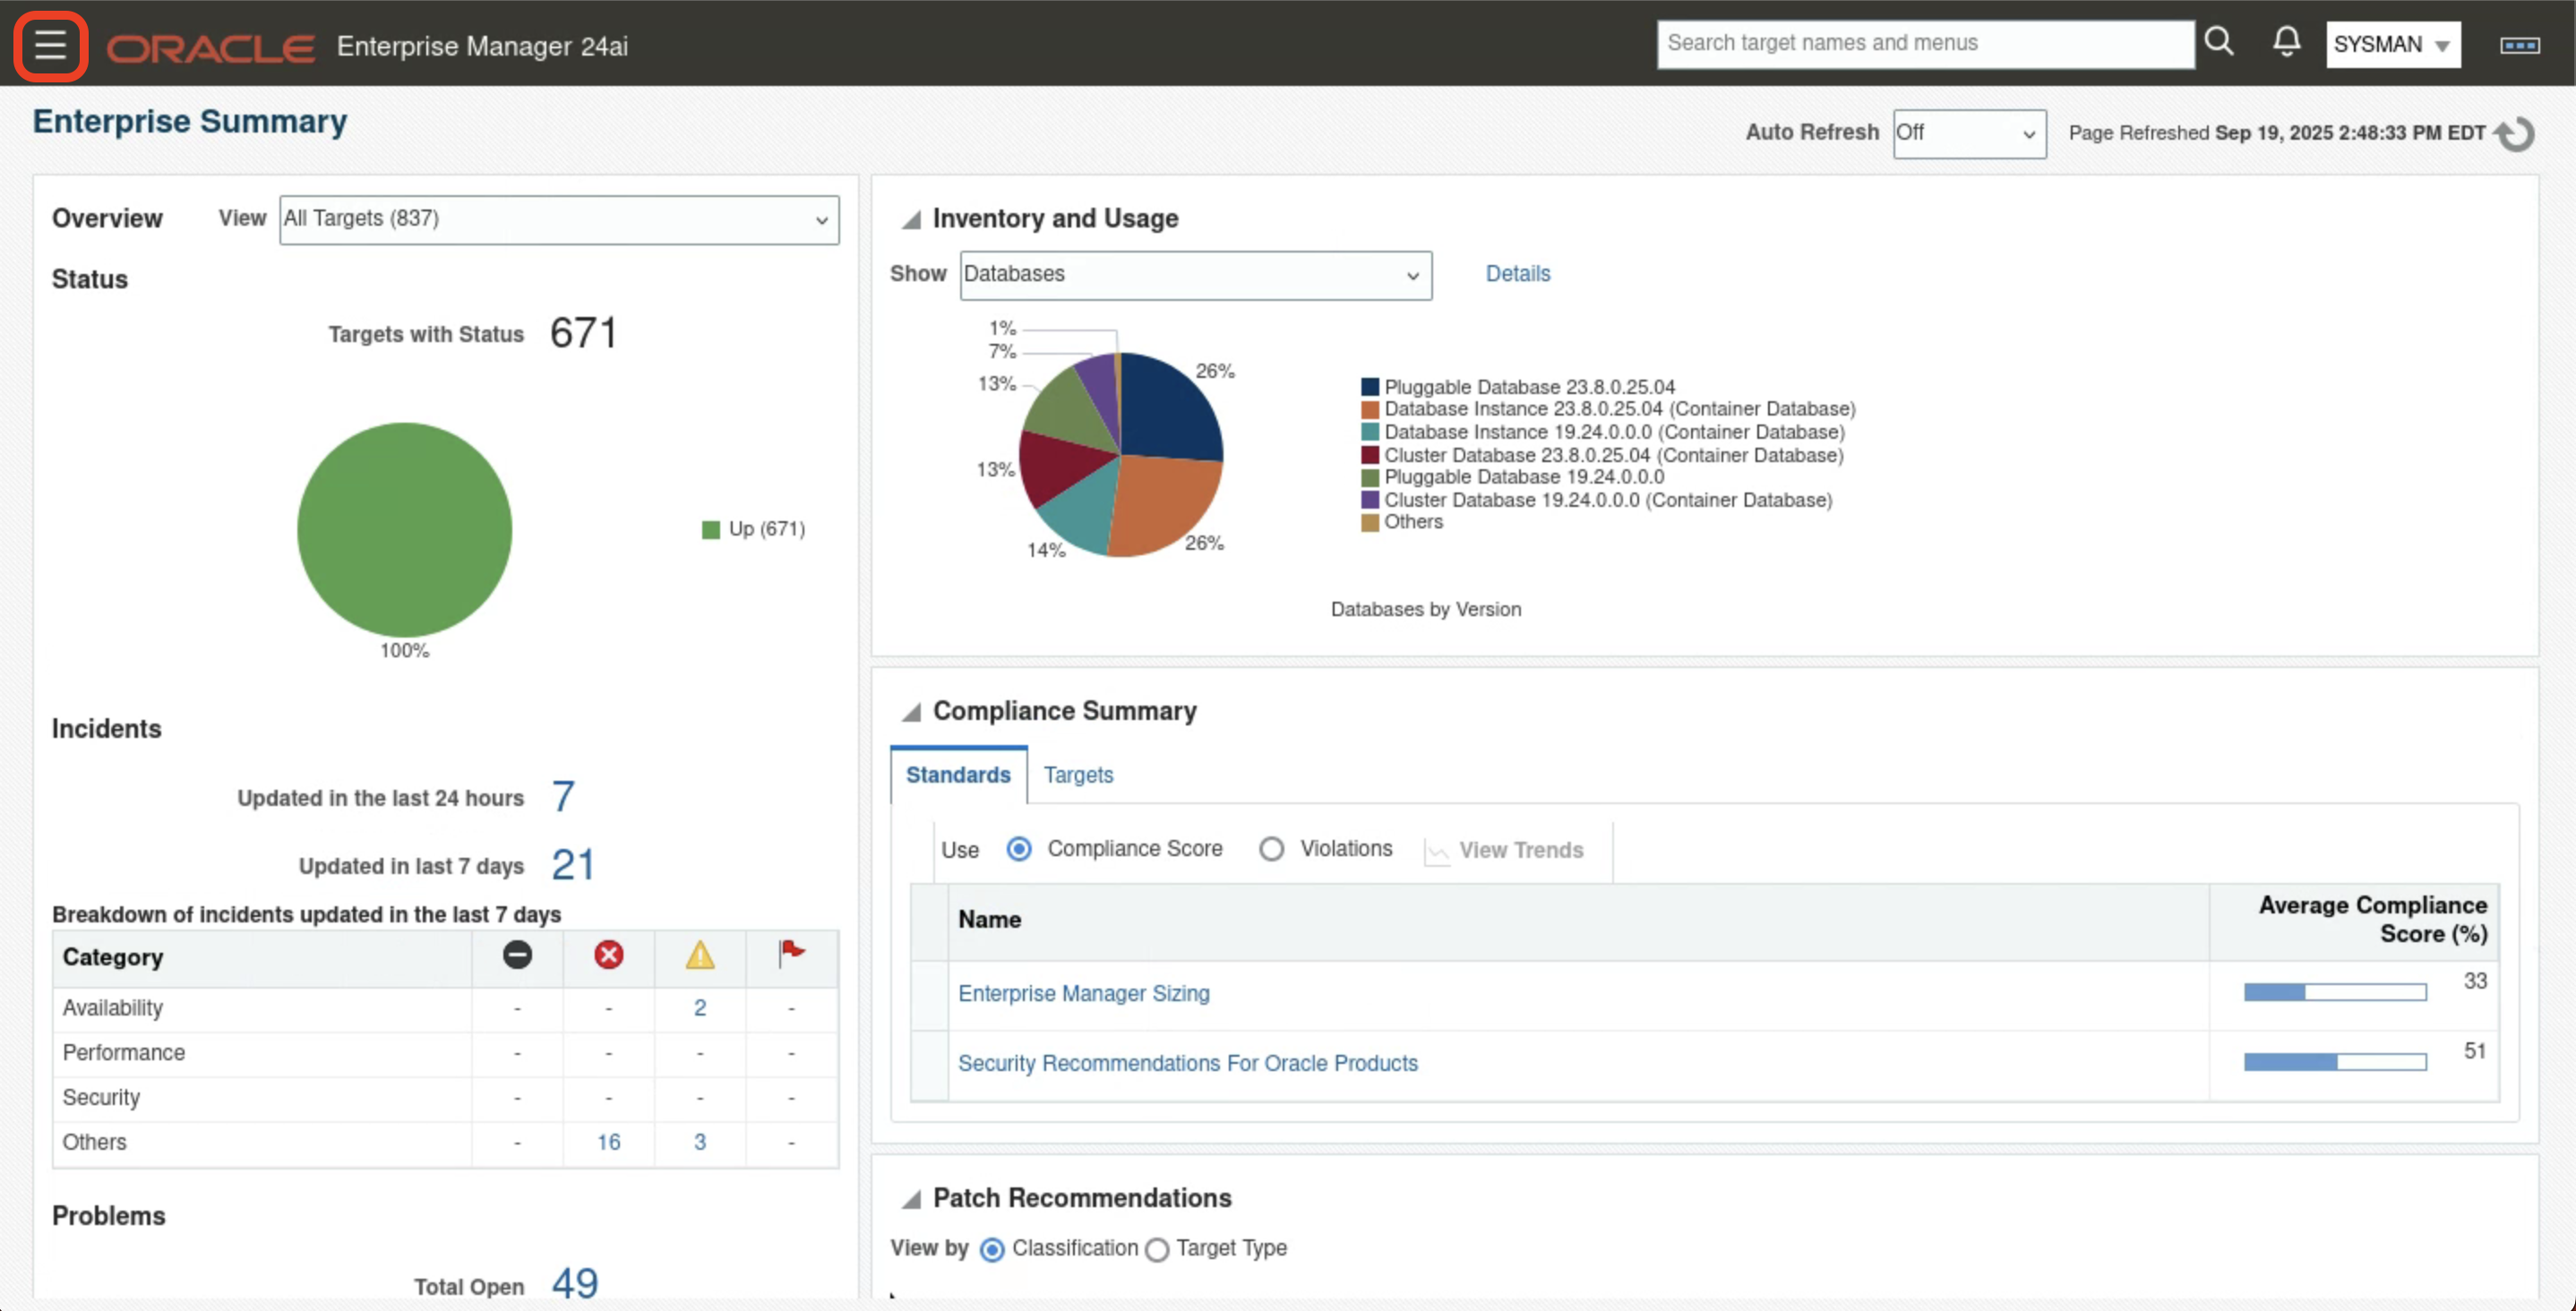 ORACLE Enterprise Manager 24ai
Search target names and menus
SYSMAN
Enterprise Summary
Auto Refresh Off Page Refreshed Sep 19, 2025 2:48:33 PM EDT
Overview View All Targets (837)
Status
Targets with Status 671
Up (671)
100%
Incidents
Updated in the last 24 hours 7
Updated in last 7 days 21
Breakdown of incidents updated in the last 7 days
Category
Availability - - 2 -
Performance - - - -
Security - - - -
Others - 16 3 -
Problems
Total Open 49
Inventory and Usage
Show Databases Details
1%
7%
13%
13%
14%
26%
26%
Pluggable Database 23.8.0.25.04
Database Instance 23.8.0.25.04 (Container Database)
Database Instance 19.24.0.0.0 (Container Database)
Cluster Database 23.8.0.25.04 (Container Database)
Pluggable Database 19.24.0.0.0
Cluster Database 19.24.0.0.0 (Container Database)
Others
Databases by Version
Compliance Summary
Standards Targets
Use Compliance Score Violations View Trends
Name Average Compliance
Score (%)
Enterprise Manager Sizing 33
Security Recommendations For Oracle Products 51
Patch Recommendations
View by Classification Target Type